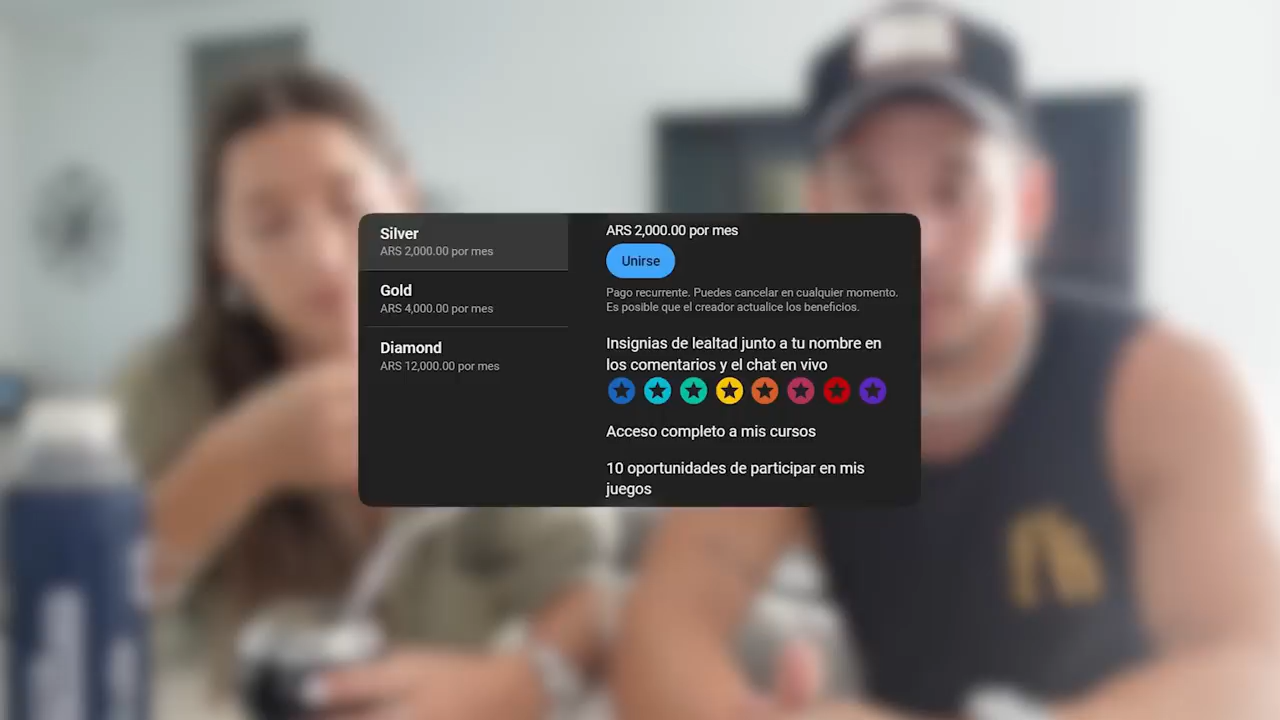 Silver
ARS 2,000.00 por mes
Gold
ARS 4,000.00 por mes
Diamond
ARS 12,000.00 por mes
ARS 2,000.00 por mes
Unirse
Pago recurrente. Puedes cancelar en cualquier momento.
Es posible que el creador actualice los beneficios.
Insignias de lealtad junto a tu nombre en
los comentarios y el chat en vivo
Acceso completo a mis cursos
10 oportunidades de participar en mis
juegos